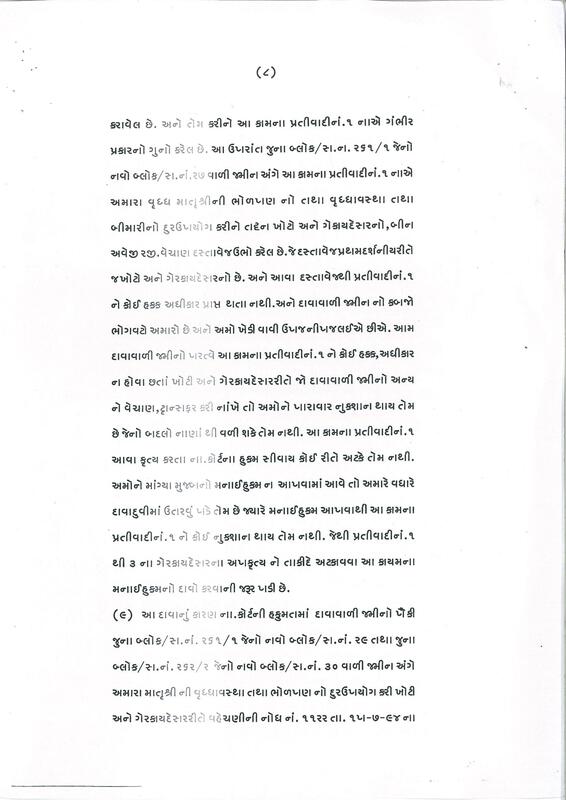 (૮)
કરાવેલ છે. અને તેમ કરીને આ કામના પ્રતીવાદીનં.૧ નાએ ગંભીર
પ્રકારનો ગુનો કરેલ છે. આ ઉપરાંત જુના બ્લોક/સ.ન. ૨૬૧/૧ જેનો
નવો બ્લોક/સ.નં.૨૭ વાળી જમીન અંગે આ કામના પ્રતીવાદીનં.૧ નાએ
અમારા વૃધ્ધ માતૃશ્રીની ભોળખણ નો તથા વૃધ્ધાવસ્થા તથા
બીમારીનો દુરઉપયોગ કરીને તદ્દન ખોટો અને ગેકાયદેસરનો,બીન
અવેજી રજી.વેચાણ દસ્તાવેજઉભો કરેલ છે.જેદસ્તાવેજપ્રથમદર્શનીયરીતે
જખોટો અને ગેરકાયદેસરનો છે. અને આવા દસ્તાવેજથી પ્રતીવાદીનં.૧
ને કોઈ હકક અધીકાર પ્રાપ્ત થતા નથી.અને દાવાવાળી જમીન નો કબજો
ભોગવટો અમારો છે અને અમો ખેડી વાવી ઉપજનીખજલઈએ છીએ. આમ
દાવાવાળી જમીનો પરત્વે આ કામના પ્રતીવાદીનં.૧ ને કોઈ હકક,અધીકાર
ન હોવા છતાં ખોટી અને ગેરકાયદેસરરીતે જો દાવાવાળી જમીનો અન્ય
ને વેચાણ,ટ્રાન્સફર કરી નાંખે તો અમોને ખારાવાર નુકશાન થાય તેમ
છે જેનો બદલો નાણાં થી વળી શકે તેમ નથી. આ કામના પ્રતીવાદીનં.૧
આવા કૃત્ય કરતા ના.કોર્ટના હુકમ સીવાય કોઈ રીતે અટકે તેમ નથી.
અમોને માંગ્યા મુજબનો મનાઈહુકમ ન આપવામાં આવે તો અમારે વધારે
દાવાદુવીમાં ઉતરવું પડે તેમ છે જ્યારે મનાઈહુકમ આપવાથી આ કામના
પ્રતીવાદીનં.૧ ને કોઈ નુકશાન થાય તેમ નથી. જેથી પ્રતીવાદીનં.૧
થી ૩ ના ગેરકાયદેસરના અપકૃત્ય ને તાકીદે અટકાવવા આ કાયમના
મનાઈહુકમનો દાવો કરવાની જરૂર પડી છે.
(૯) આ દાવાનું કારણ ના.કોર્ટની હકુમતમાં દાવાવાળી જમીનો પૈકી
જુના બ્લોક/સ.નં. ૨૬૧/૧ જેનો નવો બ્લોક/સ.નં. ૨૯ તથા જુના
બ્લોક/સ.નં. ૨૬૨/૨ જેનો નવો બ્લોક/સ.નં. ૩૦ વાળી જમીન અંગે
અમારા માતૃશ્રી ની વૃધ્ધાવસ્થા તથા ભોળખણ નો દુરઉપયોગ કરી ખોટી
અને ગેરકાયદેસરરીતે વહેચણીની નોંધ નં. ૧૧૨૨ તા. ૧૫-૭-૯૪ ના